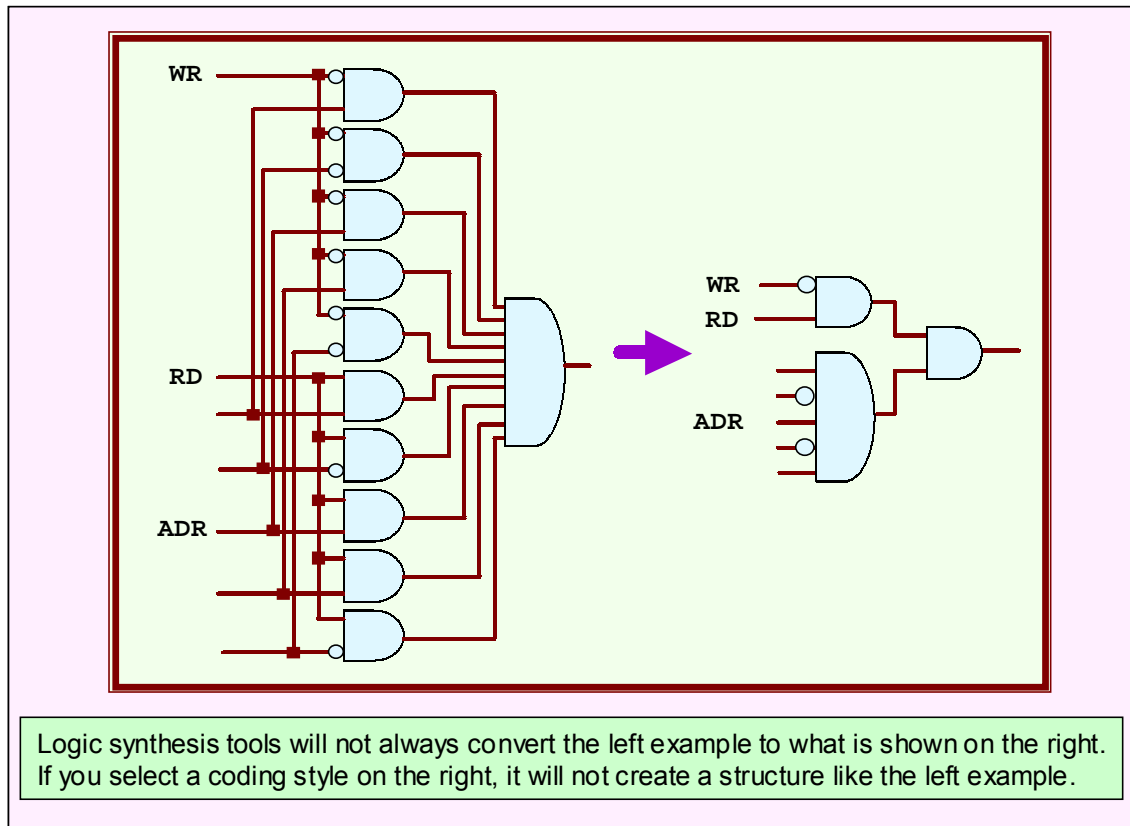 WR
RD
ADR
WR
RD
ADR
Logic synthesis tools will not always convert the left example to what is shown on the right.
If you select a coding style on the right, it will not create a structure like the left example.